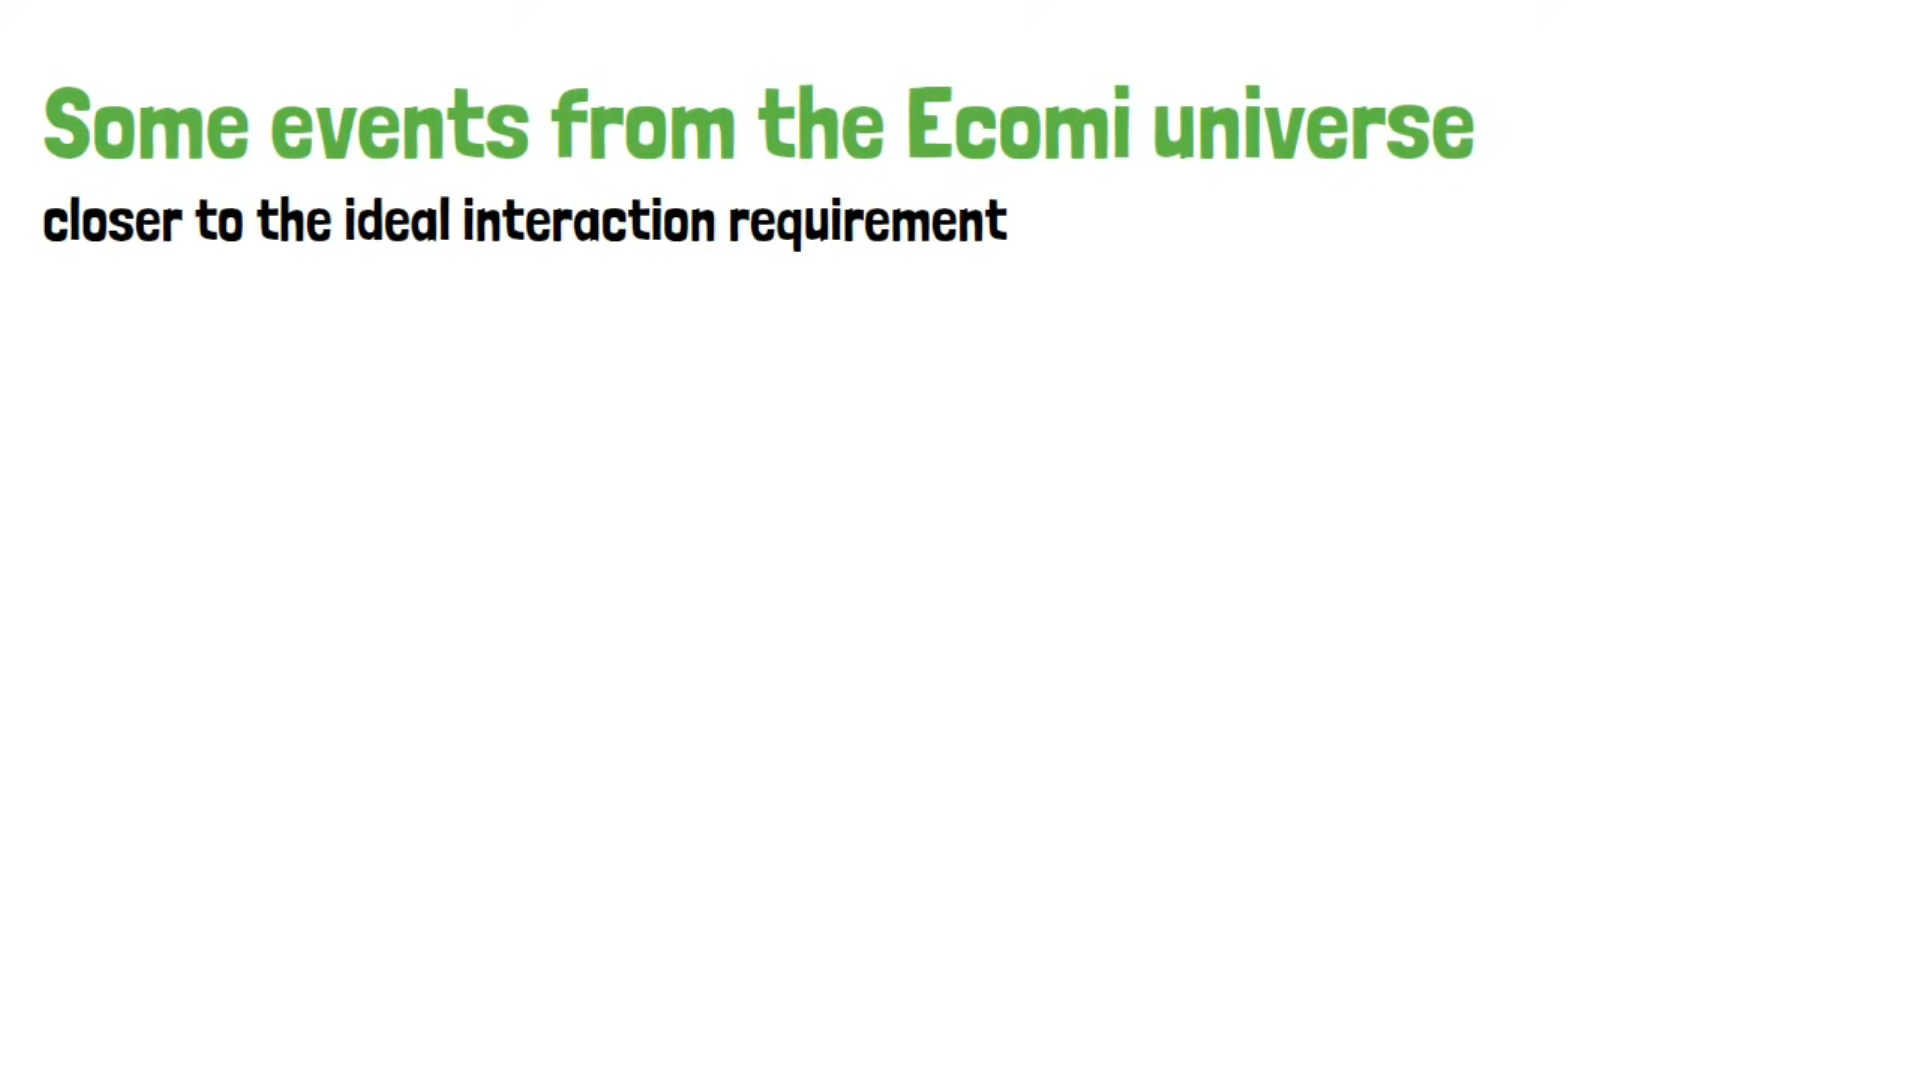 Some events from the Ecomi universe
closer to the ideal interaction requirement